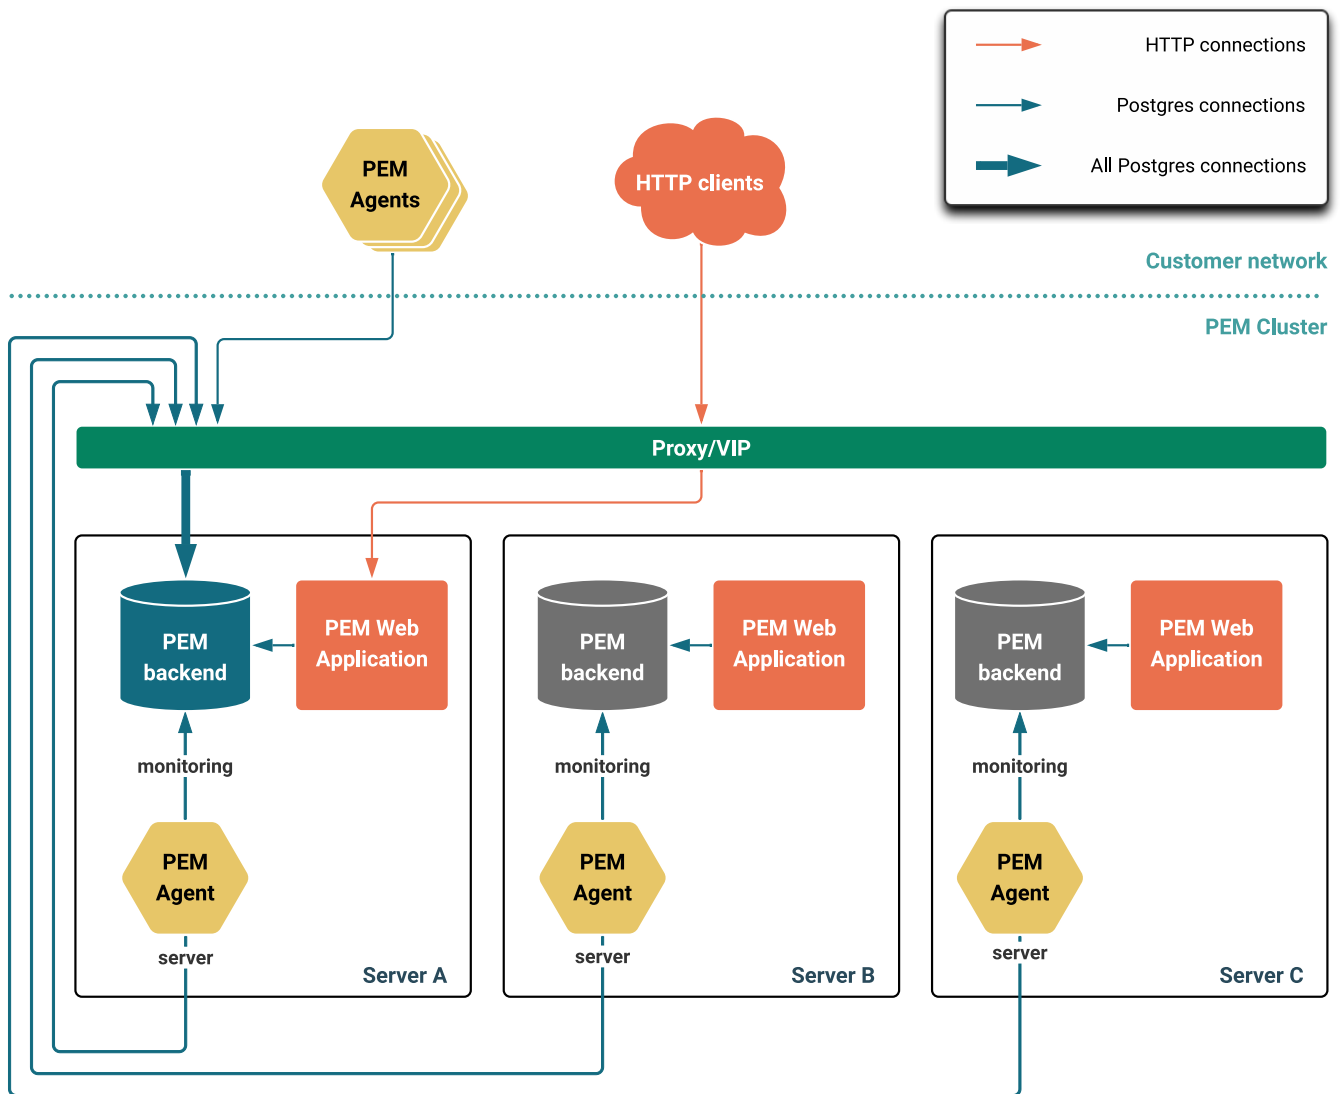 HTTP connections
Postgres connections
All Postgres connections
PEM
Agents
HTTP clients
Customer network
PEM Cluster
Proxy/VIP
PEM
backend
PEM Web
Application
monitoring
PEM
Agent
server
Server A
PEM
backend
PEM Web
Application
monitoring
PEM
Agent
server
Server B
PEM
backend
PEM Web
Application
monitoring
PEM
Agent
server
Server C